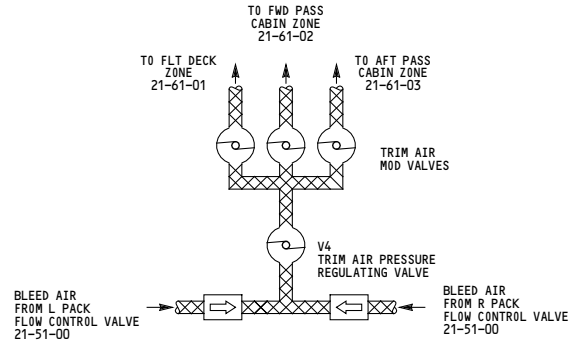 TO FWD PASS
CABIN ZONE
21-61-02
TO FLT DECK
ZONE
21-61-01
TO AFT PASS
CABIN ZONE
21-61-03
TRIM AIR
MOD VALVES
V4
TRIM AIR PRESSURE
REGULATING VALVE
BLEED AIR
FROM L PACK
FLOW CONTROL VALVE
21-51-00
BLEED AIR
FROM R PACK
FLOW CONTROL VALVE
21-51-00